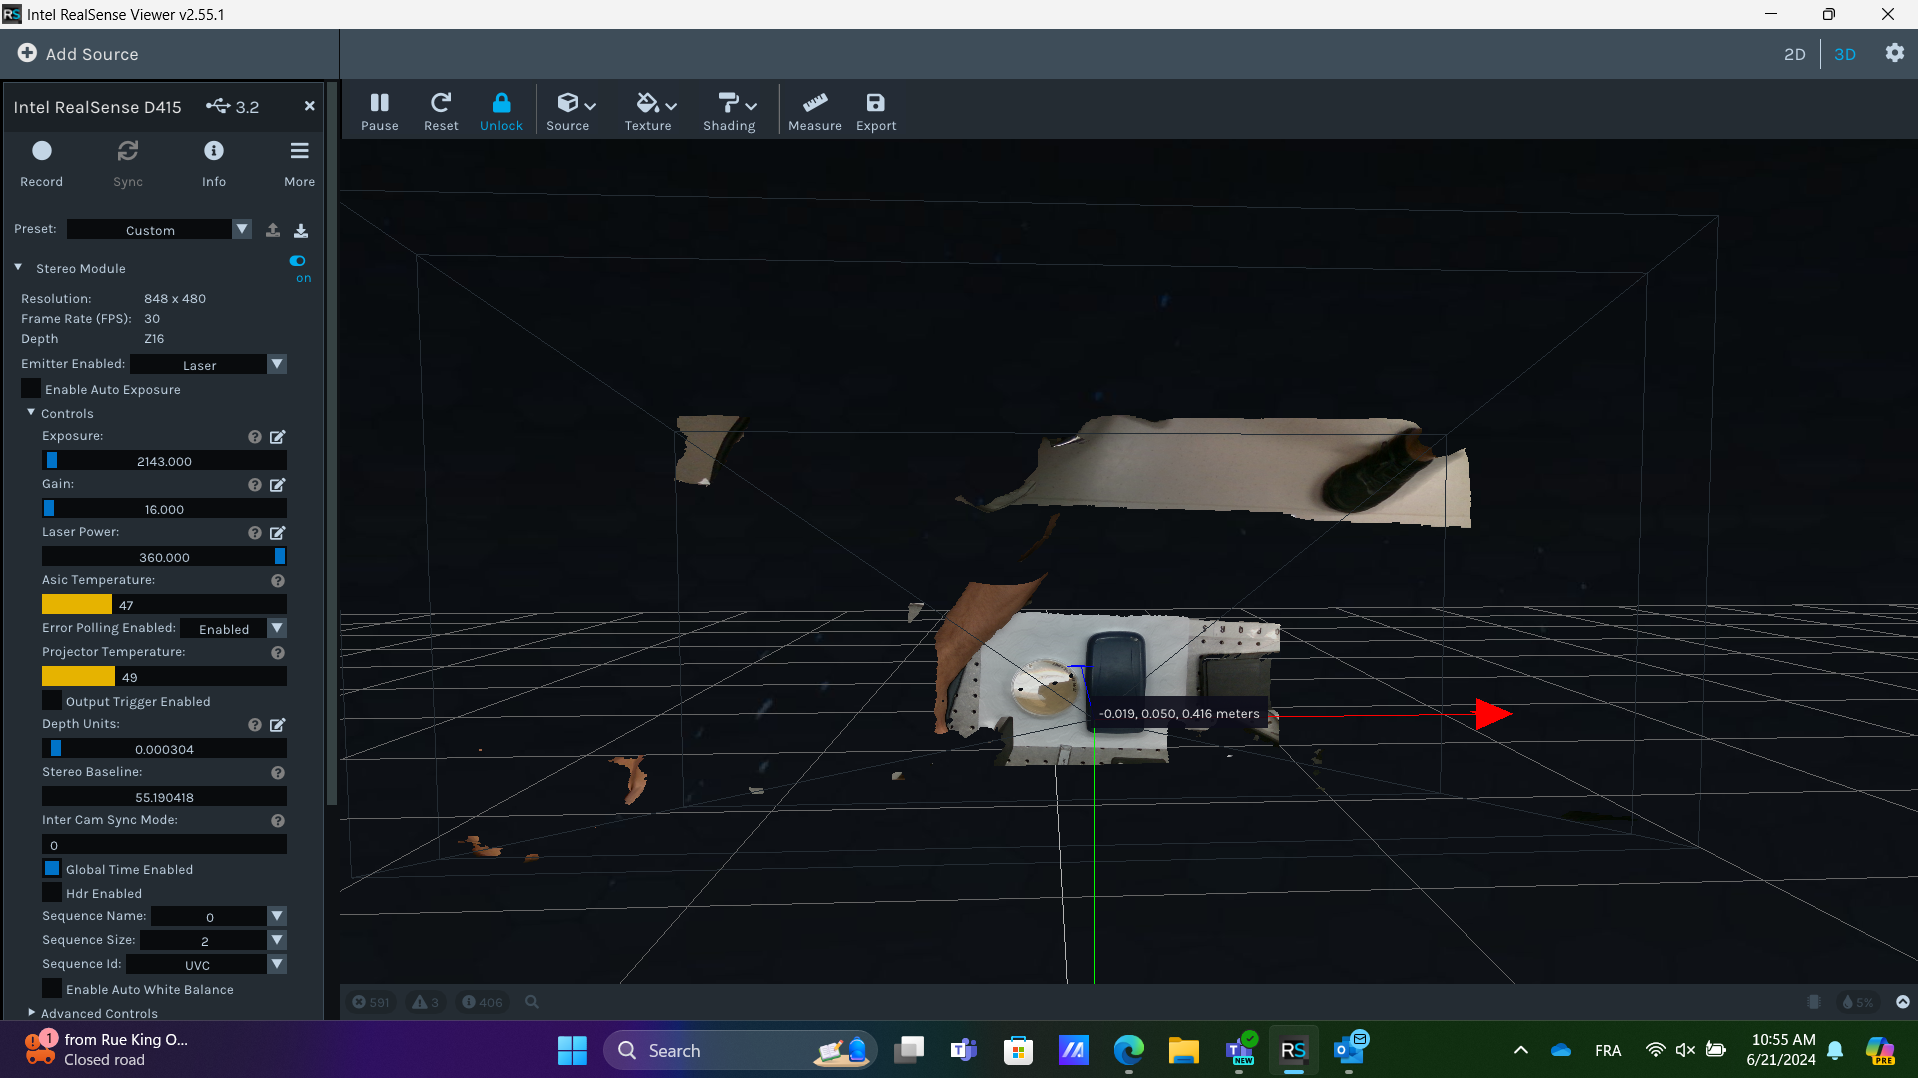 RS Intel RealSense Viewer v2.55.1
Add Source
2D 3D
Intel RealSense D415 3.2
Pause Reset Unlock Source Texture Shading Measure Export
Record Sync Info More
Preset: Custom
Stereo Module
on
Resolution: 848 x 480
Frame Rate (FPS): 30
Depth Z16
Emitter Enabled: Laser
Enable Auto Exposure
Controls
Exposure:
2143.000
Gain:
16.000
Laser Power:
360.000
Asic Temperature:
47
Error Polling Enabled: Enabled
Projector Temperature:
49
Output Trigger Enabled
Depth Units:
0.000304
Stereo Baseline:
55.190418
Inter Cam Sync Mode:
0
Global Time Enabled
Hdr Enabled
Sequence Name: 0
Sequence Size: 2
Sequence Id: UVC
Enable Auto White Balance
Advanced Controls
-0.019, 0.050, 0.416 meters
591 3 406 5%
1 from Rue King O...
Closed road
Search
NEW
RS
FRA
10:55 AM
6/21/2024
PRE